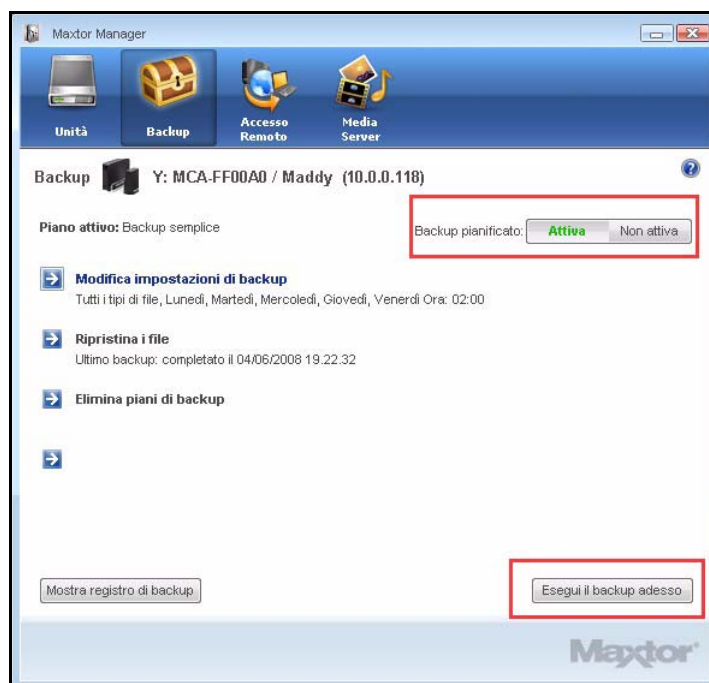 Maxtor Manager
Unità
Backup
Accesso
Remoto
Media
Server
Backup Y: MCA-FF00A0 / Maddy (10.0.0.118)
Piano attivo: Backup semplice
Backup pianificato: Attiva Non attiva
Modifica impostazioni di backup
Tutti i tipi di file, Lunedì, Martedì, Mercoledì, Giovedì, Venerdì Ora: 02:00
Ripristina i file
Ultimo backup: completato il 04/06/2008 19.22.32
Elimina piani di backup
Mostra registro di backup
Esegui il backup adesso
Maxtor